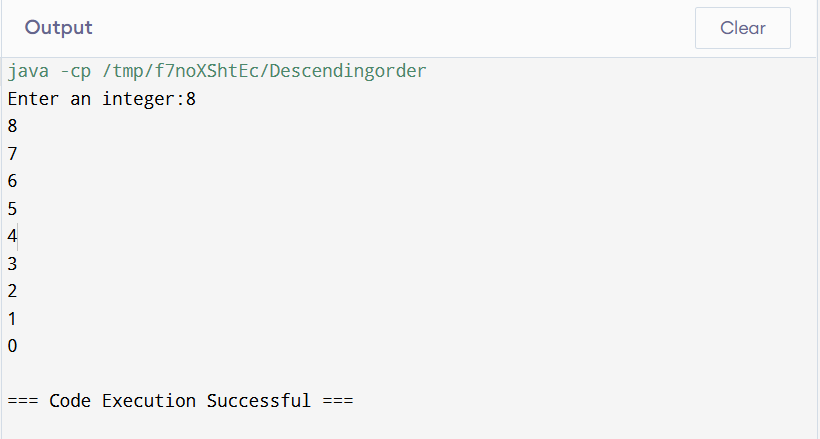 Output
Clear
java -cp /tmp/f7noXShtEc/Descendingorder
Enter an integer:8
8
7
6
5
4
3
2
1
0
=== Code Execution Successful ===